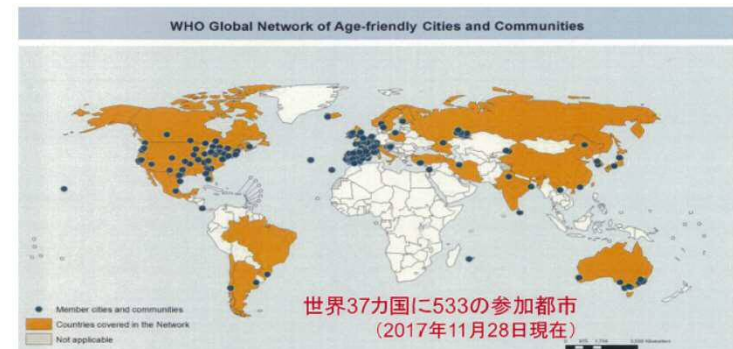 WHO Global Network of Age-friendly Cities and Communities
Member cities and communities
Countries covered in the Network
Not applicable
世界37カ国に533の参加都市
（2017年11月28日現在）